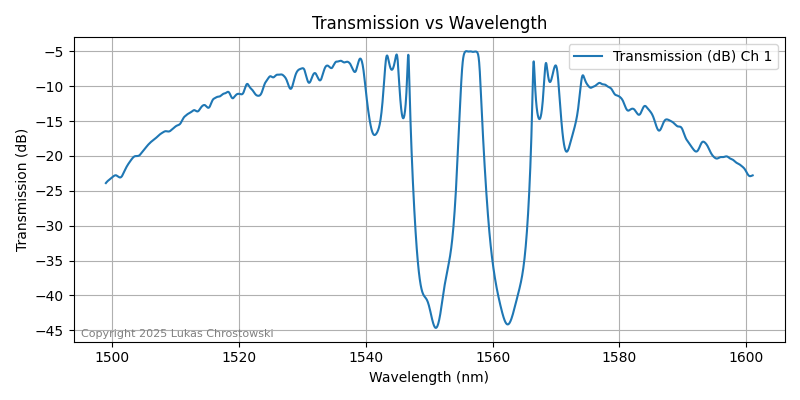 Transmission vs Wavelength
Transmission (dB) Ch 1
−5
−10
−15
−20
−25
−30
−35
−40
−45
Transmission (dB)
Copyright 2025 Lukas Chrostowski
1500 1520 1540 1560 1580 1600
Wavelength (nm)